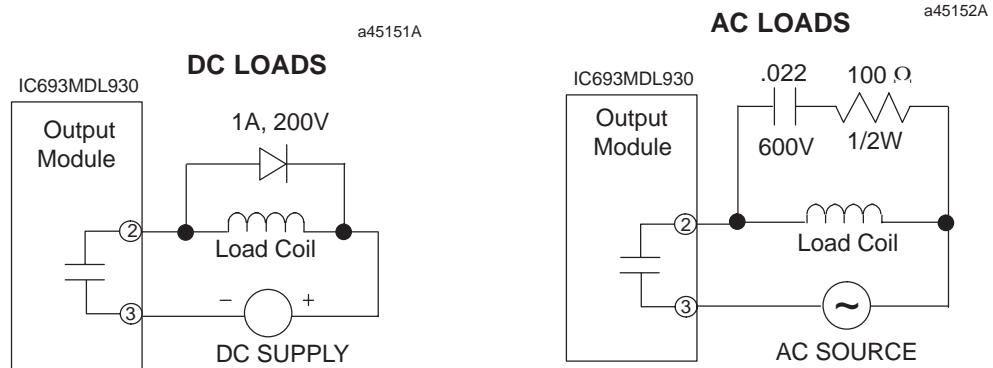 a45151A
DC LOADS
IC693MDL930
Output
Module
1A, 200V
2
Load Coil
3
– +
DC SUPPLY
a45152A
AC LOADS
IC693MDL930
Output
Module
.022
100 Ω
600V
1/2W
2
Load Coil
3
~
AC SOURCE